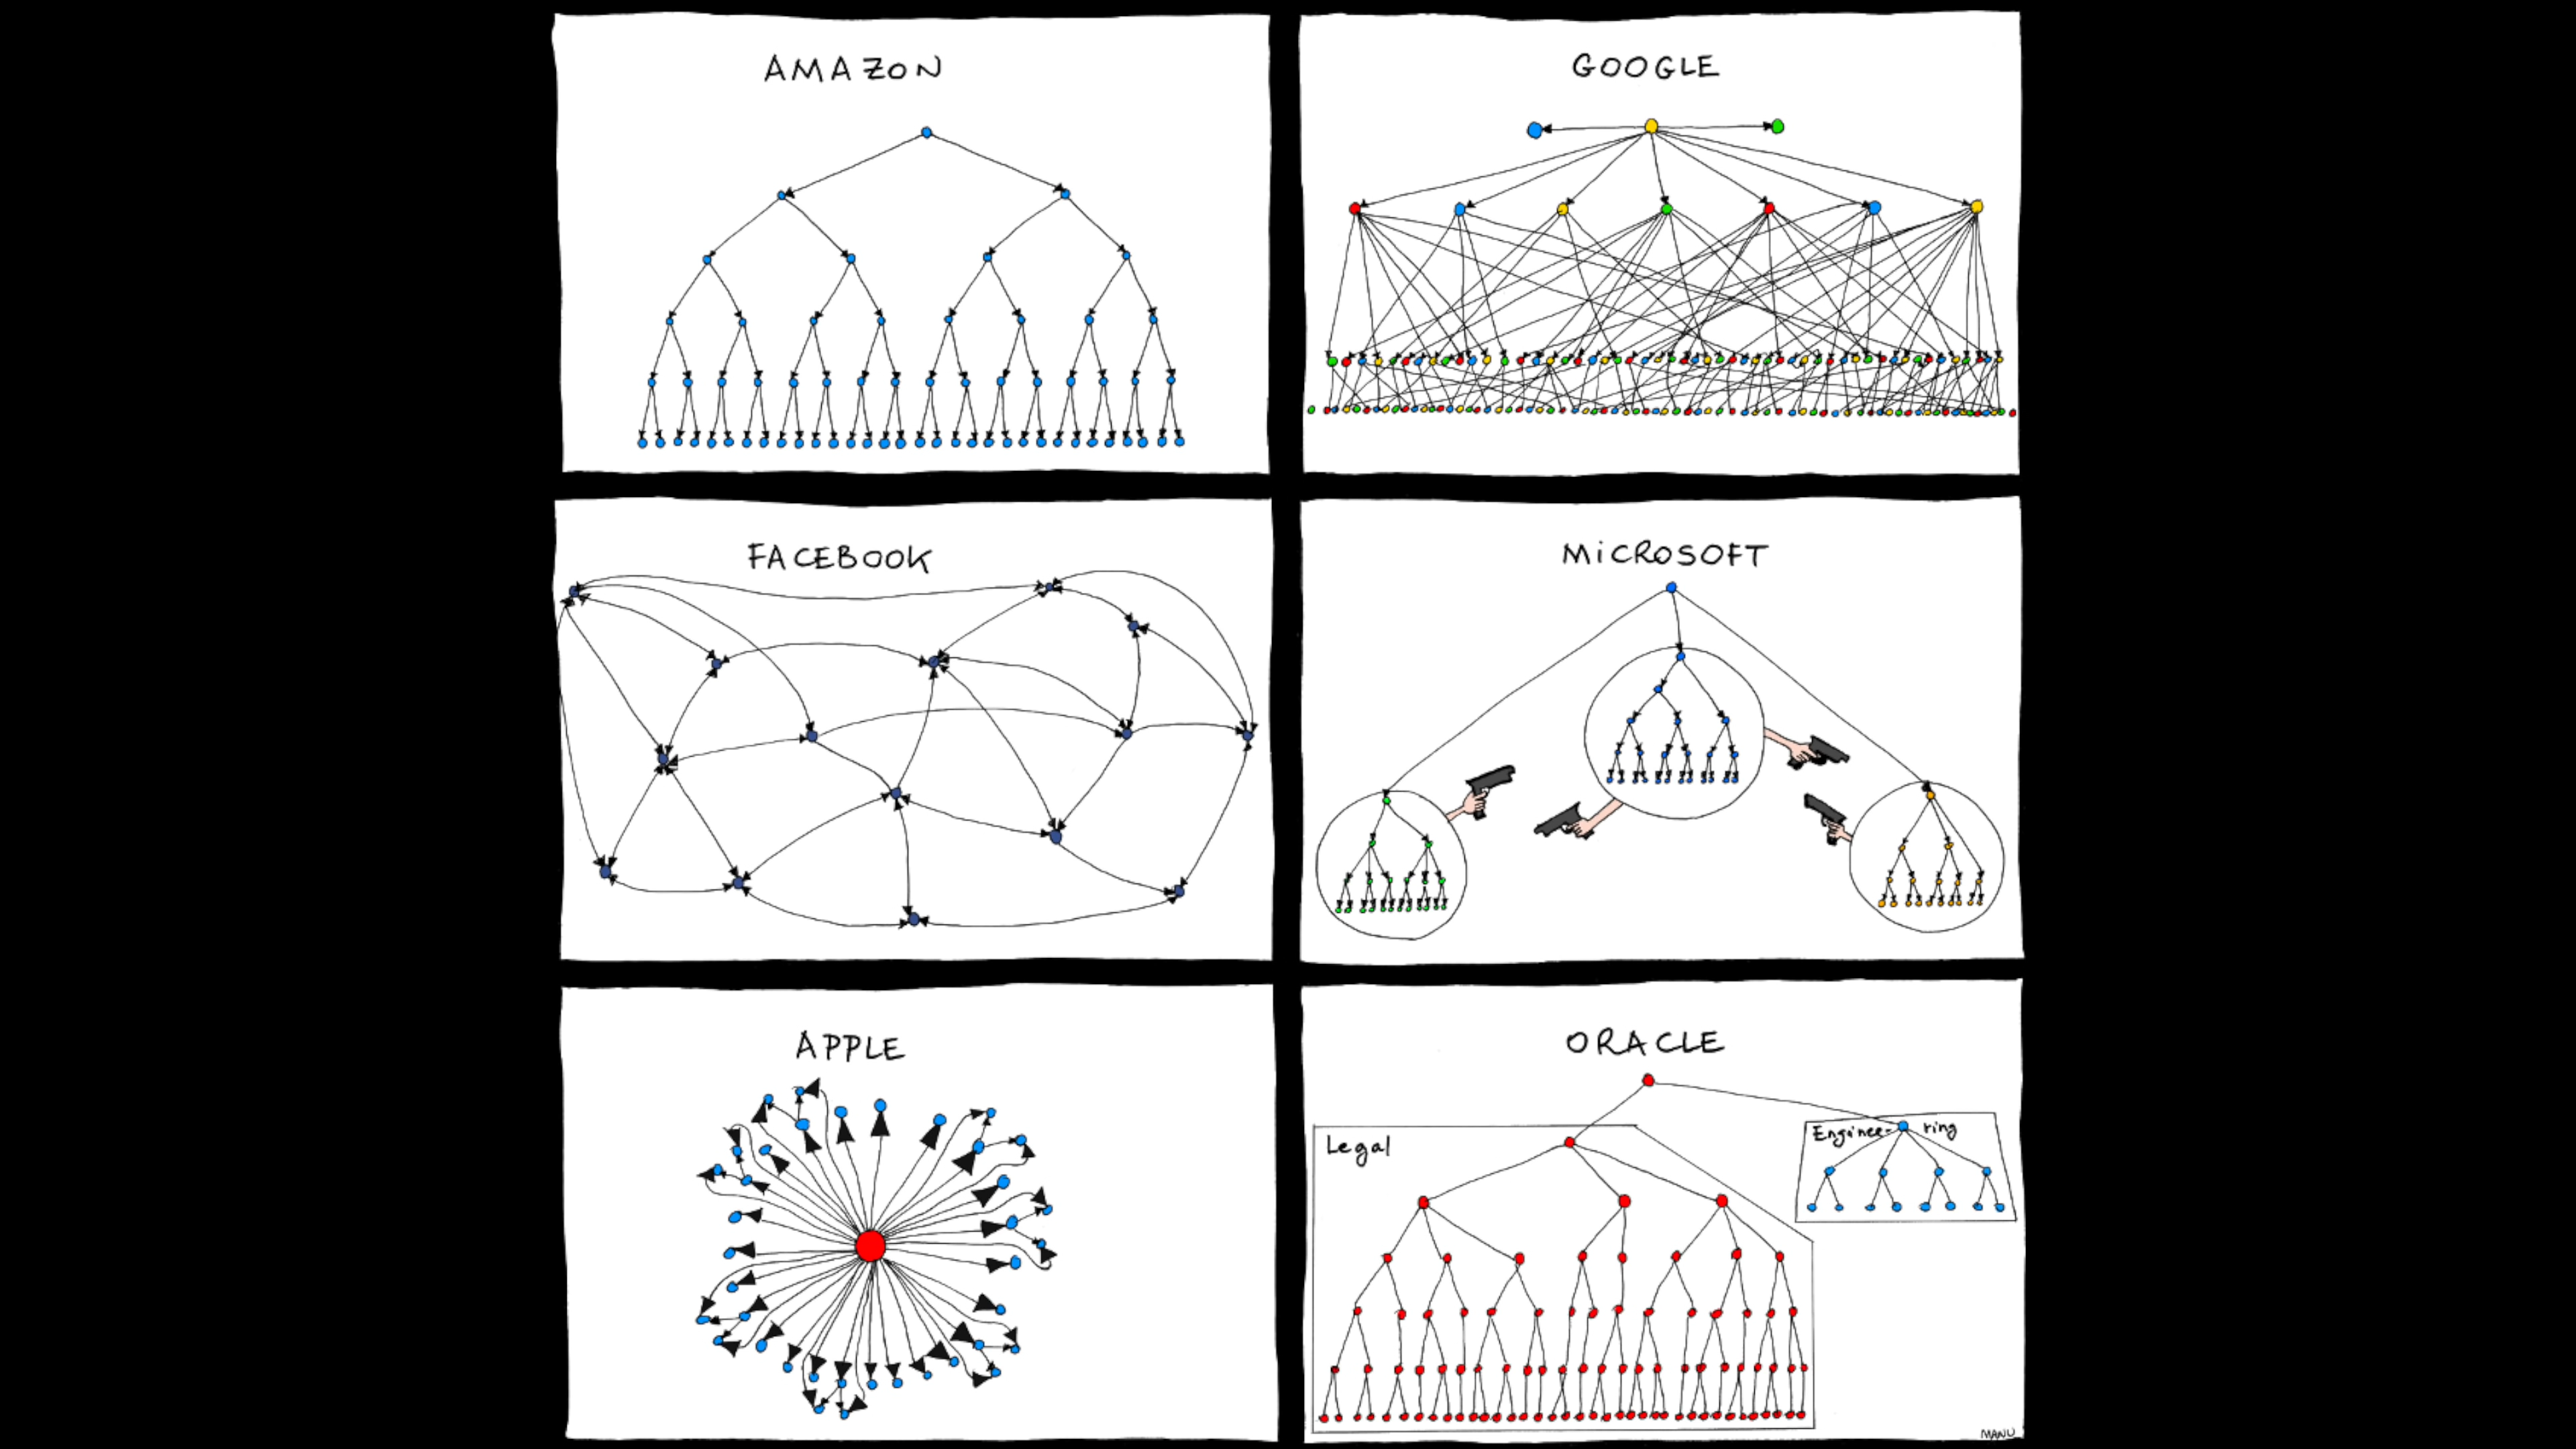 AMAZON
GOOGLE
FACEBOOK
MiCROSOFT
APPLE
ORACLE
Legal
Enginee- ring
MANU